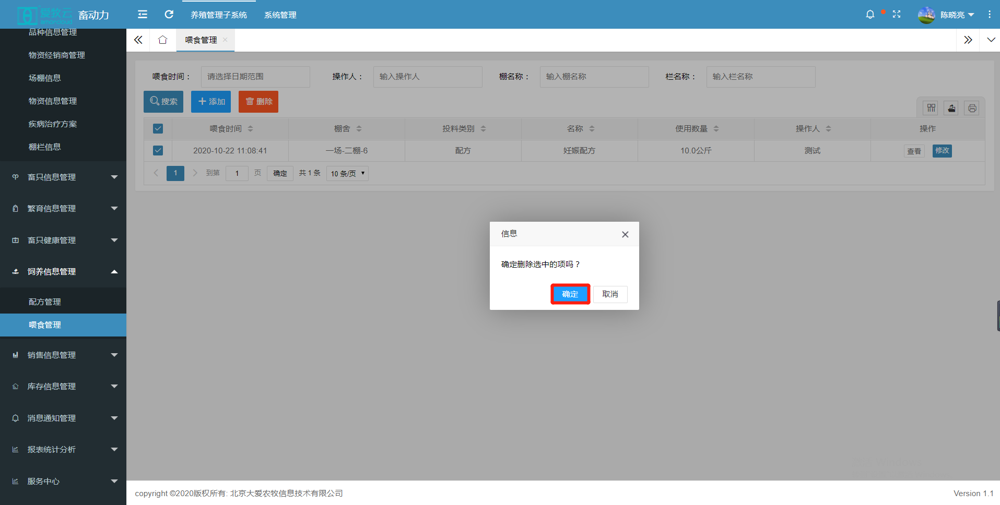 爱牧云 amorcloud 畜动力 养殖管理子系统 系统管理 陈晓亮
品种信息管理
物资经销商管理
场棚信息
物资信息管理
疾病治疗方案
棚栏信息
畜只信息管理
繁育信息管理
畜只健康管理
饲养信息管理
配方管理
喂食管理
销售信息管理
库存信息管理
消息通知管理
报表统计分析
服务中心
喂食管理
喂食时间： 请选择日期范围 操作人： 输入操作人 棚名称： 输入棚名称 栏名称： 输入栏名称
搜索 添加 删除
喂食时间 棚舍 投料类别 名称 使用数量 操作人 操作
2020-10-22 11:08:41 一场-二棚-6 配方 妊娠配方 10.0公斤 测试 查看 修改
1 到第 1 页 确定 共 1 条 10 条/页
信息
确定删除选中的项吗？
确定 取消
copyright ©2020版权所有: 北京大爱农牧信息技术有限公司 Version 1.1